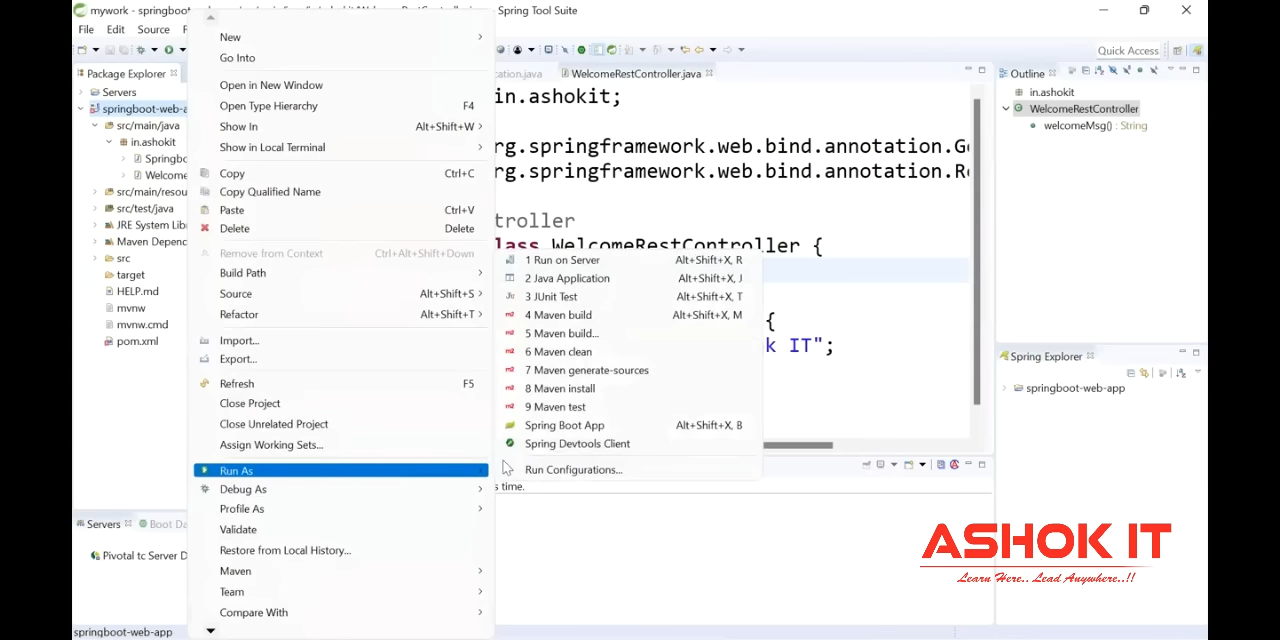 mywork - springboot
Spring Tool Suite
File Edit Source
Quick Access
Package Explorer
Servers
springboot-web-a
src/main/java
in.ashokit
Springbo
Welcome
src/main/resou
src/test/java
JRE System Libr
Maven Depend
src
target
HELP.md
mvnw
mvnw.cmd
pom.xml
Servers Boot Da
Pivotal tc Server D
springboot-web-app
New
Go Into
Open in New Window
Open Type Hierarchy F4
Show In Alt+Shift+W
Show in Local Terminal
Copy Ctrl+C
Copy Qualified Name
Paste Ctrl+V
Delete Delete
Remove from Context Ctrl+Alt+Shift+Down
Build Path
Source Alt+Shift+S
Refactor Alt+Shift+T
Import...
Export...
Refresh F5
Close Project
Close Unrelated Project
Assign Working Sets...
Run As
Debug As
Profile As
Validate
Restore from Local History...
Maven
Team
Compare With
1 Run on Server Alt+Shift+X, R
2 Java Application Alt+Shift+X, J
3 JUnit Test Alt+Shift+X, T
4 Maven build Alt+Shift+X, M
5 Maven build...
6 Maven clean
7 Maven generate-sources
8 Maven install
9 Maven test
Spring Boot App Alt+Shift+X, B
Spring Devtools Client
Run Configurations...
cation.java WelcomeRestController.java
in.ashokit;
rg.springframework.web.bind.annotation.Ge
rg.springframework.web.bind.annotation.Re
troller
lass WelcomeRestController {
{
k IT";
s time.
Outline
in.ashokit
WelcomeRestController
welcomeMsg() : String
Spring Explorer
springboot-web-app
ASHOK IT
Learn Here.. Lead Anywhere..!!